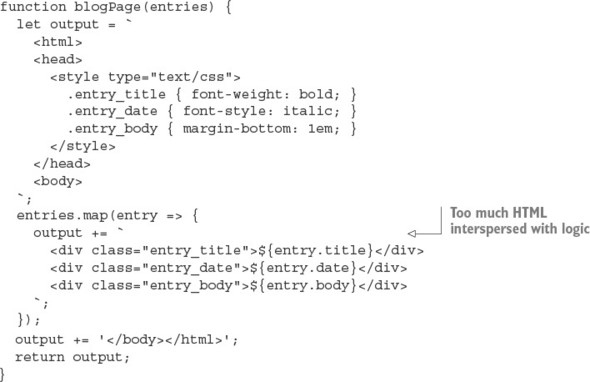 function blogPage(entries) {
  let output = `
    <html>
    <head>
      <style type="text/css">
        .entry_title { font-weight: bold; }
        .entry_date { font-style: italic; }
        .entry_body { margin-bottom: 1em; }
      </style>
    </head>
    <body>
  `;
  entries.map(entry => {
    output += `
      <div class="entry_title">${entry.title}</div>
      <div class="entry_date">${entry.date}</div>
      <div class="entry_body">${entry.body}</div>
    `;
  });
  output += '</body></html>';
  return output;
}
Too much HTML
interspersed with logic